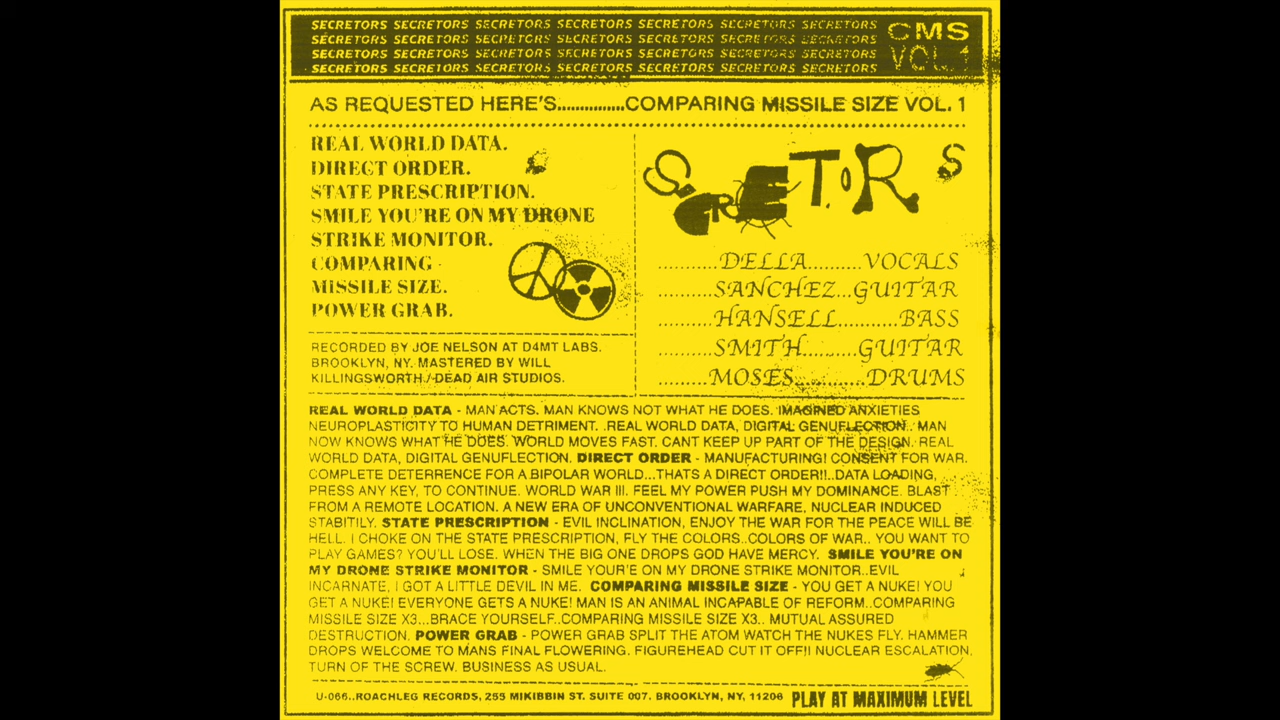 SECRETORS SECRETORS SECRETORS SECRETORS SECRETORS SECRETORS SECRETORS
SECRETORS SECRETORS SECRETORS SECRETORS SECRETORS SECRETORS SECRETORS
SECRETORS SECRETORS SECRETORS SECRETORS SECRETORS SECRETORS SECRETORS
SECRETORS SECRETORS SECRETORS SECRETORS SECRETORS SECRETORS SECRETORS
CMS
VOL.1
AS REQUESTED HERE'S...............COMPARING MISSILE SIZE VOL. 1
REAL WORLD DATA.
DIRECT ORDER.
STATE PRESCRIPTION.
SMILE YOU'RE ON MY DRONE
STRIKE MONITOR.
COMPARING
MISSILE SIZE.
POWER GRAB.
RECORDED BY JOE NELSON AT D4MT LABS.
BROOKLYN, NY. MASTERED BY WILL
KILLINGSWORTH./DEAD AIR STUDIOS.
SECRETORS
..........DELLA.........VOCALS
.........SANCHEZ...GUITAR
.........HANSELL..........BASS
.........SMITH.........GUITAR
........MOSES............DRUMS
REAL WORLD DATA - MAN ACTS. MAN KNOWS NOT WHAT HE DOES. IMAGINED ANXIETIES
NEUROPLASTICITY TO HUMAN DETRIMENT. .REAL WORLD DATA, DIGITAL GENUFLECTION.. MAN
NOW KNOWS WHAT HE DOES. WORLD MOVES FAST. CANT KEEP UP PART OF THE DESIGN. REAL
WORLD DATA, DIGITAL GENUFLECTION. DIRECT ORDER - MANUFACTURING! CONSENT FOR WAR.
COMPLETE DETERRENCE FOR A BIPOLAR WORLD...THATS A DIRECT ORDER!!..DATA LOADING,
PRESS ANY KEY, TO CONTINUE. WORLD WAR III. FEEL MY POWER PUSH MY DOMINANCE. BLAST
FROM A REMOTE LOCATION. A NEW ERA OF UNCONVENTIONAL WARFARE, NUCLEAR INDUCED
STABITILY. STATE PRESCRIPTION - EVIL INCLINATION, ENJOY THE WAR FOR THE PEACE WILL BE
HELL. I CHOKE ON THE STATE PRESCRIPTION, FLY THE COLORS..COLORS OF WAR.. YOU WANT TO
PLAY GAMES? YOU'LL LOSE. WHEN THE BIG ONE DROPS GOD HAVE MERCY. SMILE YOU'RE ON
MY DRONE STRIKE MONITOR - SMILE YOUR'E ON MY DRONE STRIKE MONITOR..EVIL
INCARNATE, I GOT A LITTLE DEVIL IN ME. COMPARING MISSILE SIZE - YOU GET A NUKE! YOU
GET A NUKE! EVERYONE GETS A NUKE! MAN IS AN ANIMAL INCAPABLE OF REFORM..COMPARING
MISSILE SIZE X3...BRACE YOURSELF..COMPARING MISSILE SIZE X3.. MUTUAL ASSURED
DESTRUCTION. POWER GRAB - POWER GRAB SPLIT THE ATOM WATCH THE NUKES FLY. HAMMER
DROPS WELCOME TO MANS FINAL FLOWERING. FIGUREHEAD CUT IT OFF!! NUCLEAR ESCALATION,
TURN OF THE SCREW. BUSINESS AS USUAL.
U-066..ROACHLEG RECORDS, 255 MIKIBBIN ST. SUITE 007. BROOKLYN, NY, 11206 PLAY AT MAXIMUM LEVEL